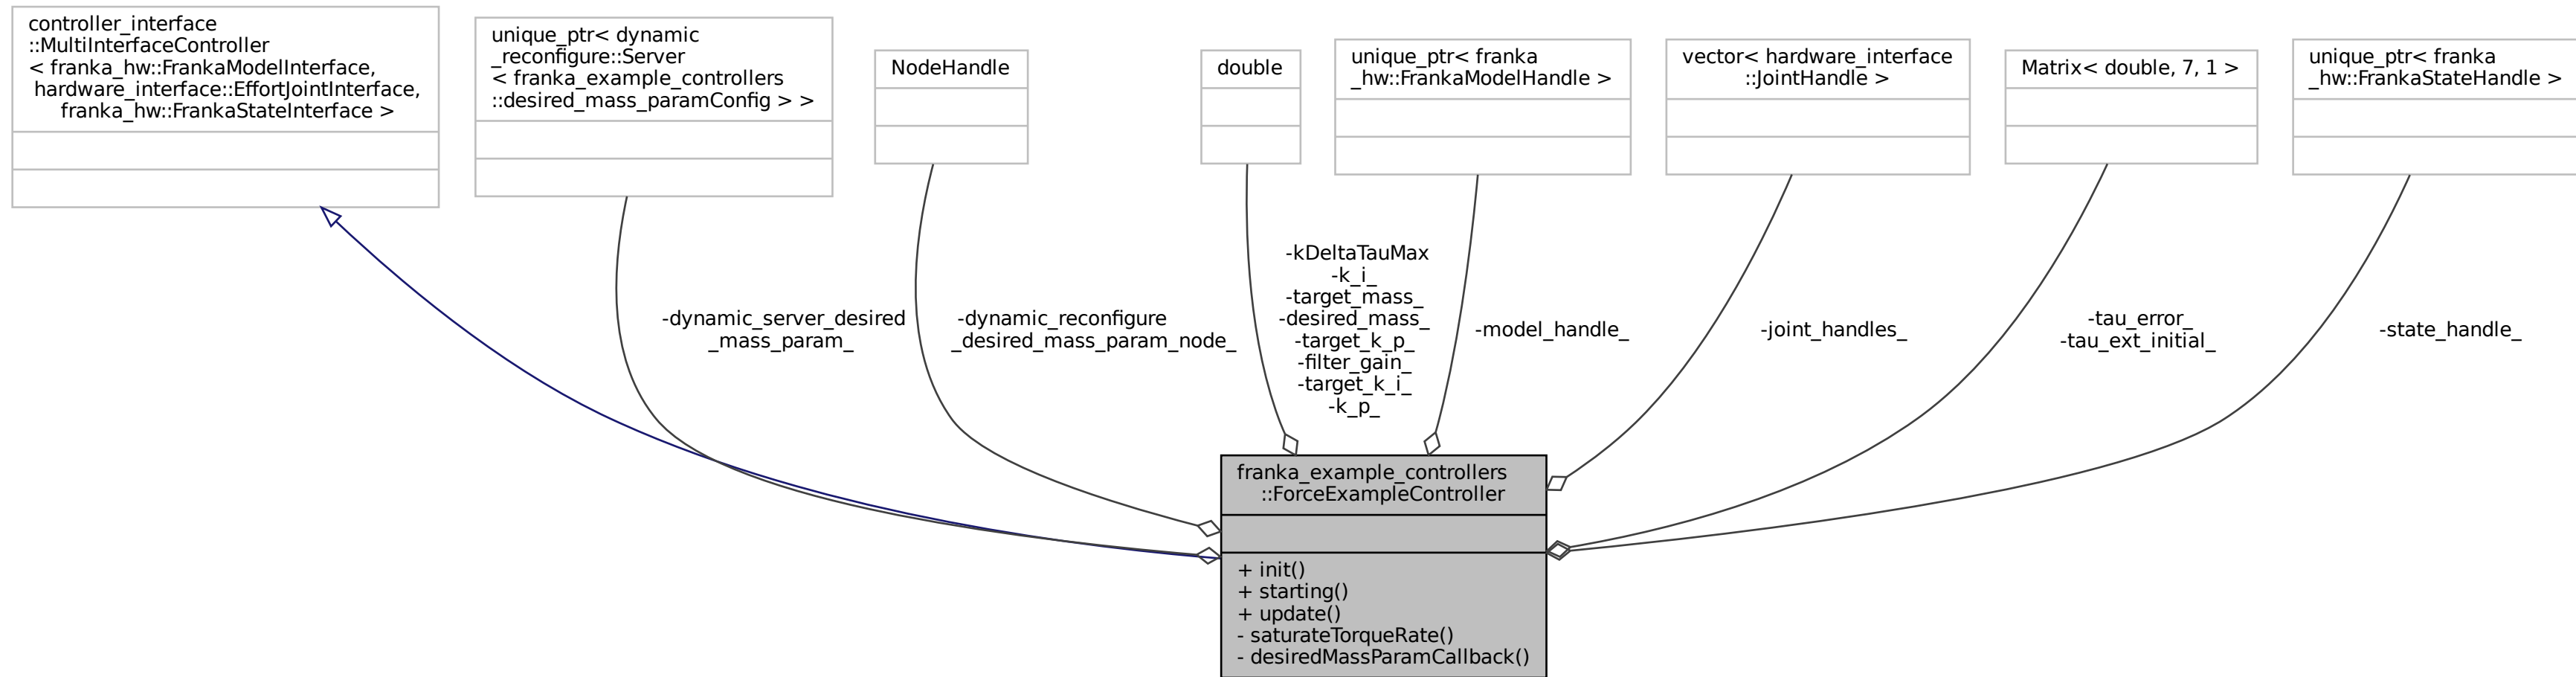 controller_interface
::MultiInterfaceController
< franka_hw::FrankaModelInterface,
hardware_interface::EffortJointInterface,
franka_hw::FrankaStateInterface >
unique_ptr< dynamic
_reconfigure::Server
< franka_example_controllers
::desired_mass_paramConfig > >
NodeHandle
double
unique_ptr< franka
_hw::FrankaModelHandle >
vector< hardware_interface
::JointHandle >
Matrix< double, 7, 1 >
unique_ptr< franka
_hw::FrankaStateHandle >
-dynamic_server_desired
_mass_param_
-dynamic_reconfigure
_desired_mass_param_node_
-kDeltaTauMax
-k_i_
-target_mass_
-desired_mass_
-target_k_p_
-filter_gain_
-target_k_i_
-k_p_
-model_handle_
-joint_handles_
-tau_error_
-tau_ext_initial_
-state_handle_
franka_example_controllers
::ForceExampleController
+ init()
+ starting()
+ update()
- saturateTorqueRate()
- desiredMassParamCallback()